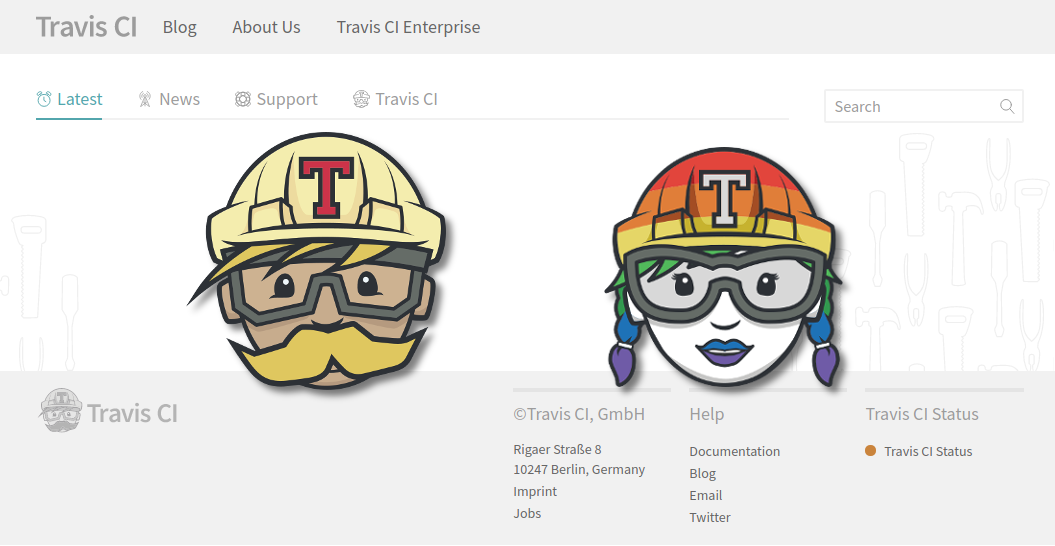 Travis CI Blog About Us Travis CI Enterprise
Latest News Support Travis CI Search
T T
T Travis CI
©Travis CI, GmbH
Rigaer Straße 8
10247 Berlin, Germany
Imprint
Jobs
Help
Documentation
Blog
Email
Twitter
Travis CI Status
Travis CI Status